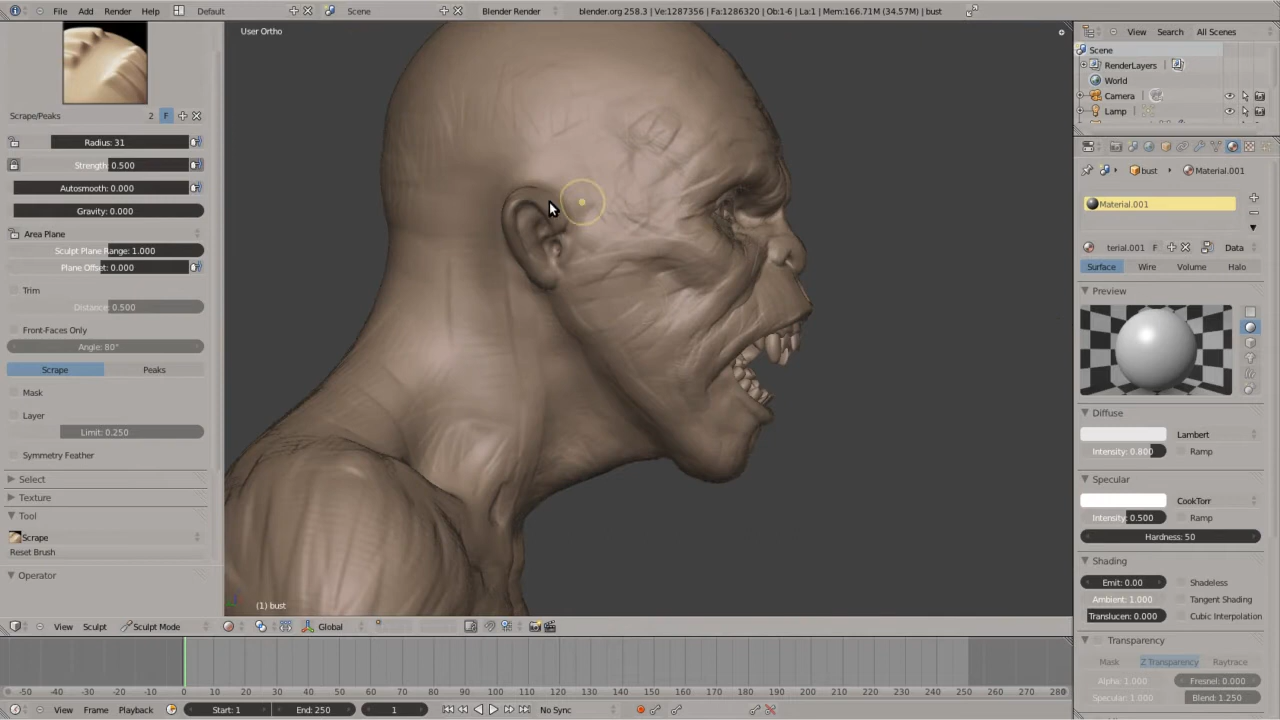 File Add Render Help Default Scene Blender Render blender.org 258.3 | Ve:1287356 | Fa:1286320 | Ob:1-6 | La:1 | Mem:166.71M (34.57M) | bust
User Ortho
View Search All Scenes
Scene
RenderLayers |
World
Camera |
Lamp |
Scrape/Peaks 2 F
Radius: 31
Strength: 0.500
Autosmooth: 0.000
Gravity: 0.000
Area Plane
Sculpt Plane Range: 1.000
Plane Offset: 0.000
Trim
Distance: 0.500
Front-Faces Only
Angle: 80°
Scrape Peaks
Mask
Layer
Limit: 0.250
Symmetry Feather
Select
Texture
Tool
Scrape
Reset Brush
Operator
bust Material.001
Material.001
terial.001 F Data
Surface Wire Volume Halo
Preview
Diffuse
Lambert
Intensity: 0.800 Ramp
Specular
CookTorr
Intensity: 0.500 Ramp
Hardness: 50
Shading
Emit: 0.00 Shadeless
Ambient: 1.000 Tangent Shading
Translucen: 0.000 Cubic Interpolation
Transparency
Mask Z Transparency Raytrace
Alpha: 1.000 Fresnel: 0.000
Specular: 1.000 Blend: 1.250
(1) bust
View Sculpt Sculpt Mode Global
-50 -40 -30 -20 -10 0 10 20 30 40 50 60 70 80 90 100 110 120 130 140 150 160 170 180 190 200 210 220 230 240 250 260 270 280
View Frame Playback Start: 1 End: 250 1 No Sync